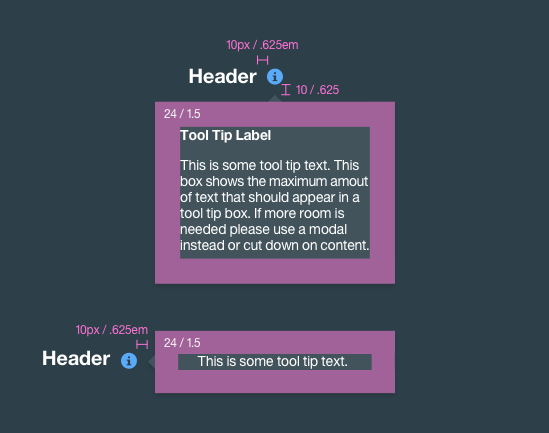 10px / .625em
Header
10 / .625
24 / 1.5
Tool Tip Label
This is some tool tip text. This
box shows the maximum amout
of text that should appear in a
tool tip box. If more room is
needed please use a modal
instead or cut down on content.
10px / .625em
24 / 1.5
Header
This is some tool tip text.